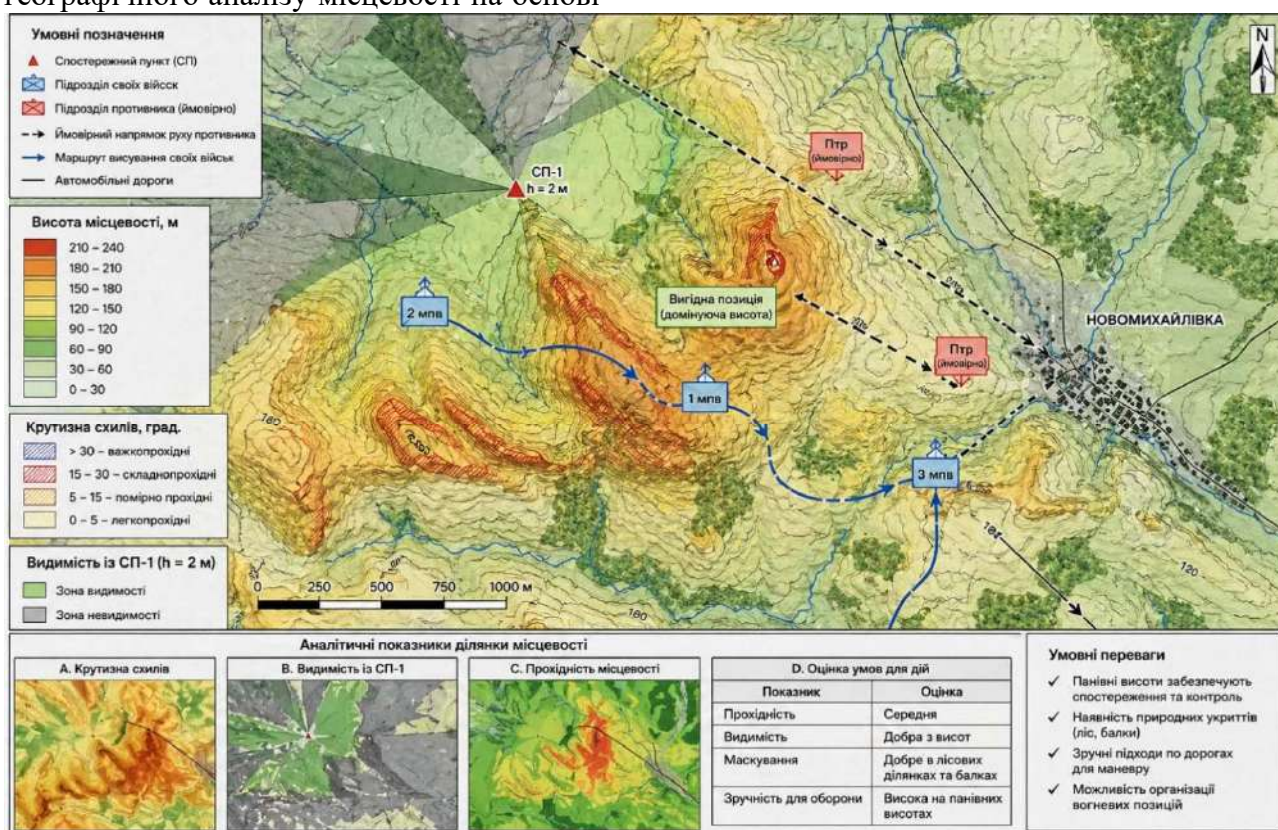 географічного аналізу місцевості на основі
Умовні позначення
Спостережний пункт (СП)
Підрозділ своїх війсск
Підрозділ противника (ймовірно)
Ймовірний напрямок руху противника
Маршрут висування своїх військ
Автомобільні дороги
Висота місцевості, м
210 – 240
180 – 210
150 – 180
120 – 150
90 – 120
60 – 90
30 – 60
0 – 30
Крутизна схилів, град.
> 30 – важкопрохідні
15 – 30 – складнопрохідні
5 – 15 – помірно прохідні
0 – 5 – легкопрохідні
Видимість із СП-1 (h = 2 м)
Зона видимості
Зона невидимості
N
СП-1
h = 2 м
Птр
(ймовірно)
Вигідна позиція
(домінуюча висота)
2 мпв
1 мпв
3 мпв
Птр
(ймовірно)
НОВОМИХАЙЛІВКА
160
160
184
120
0 250 500 750 1000 м
Аналітичні показники ділянки місцевості
А. Крутизна схилів
В. Видимість із СП-1
С. Прохідність місцевості
D. Оцінка умов для дій
Показник Оцінка
Прохідність Середня
Видимість Добра з висот
Маскування Добре в лісових
ділянках та балках
Зручність для оборони Висока на панівних
висотах
Умовні переваги
✓ Панівні висоти забезпечують
спостереження та контроль
✓ Наявність природних укриттів
(ліс, балки)
✓ Зручні підходи по дорогах
для маневру
✓ Можливість організації
вогневих позицій